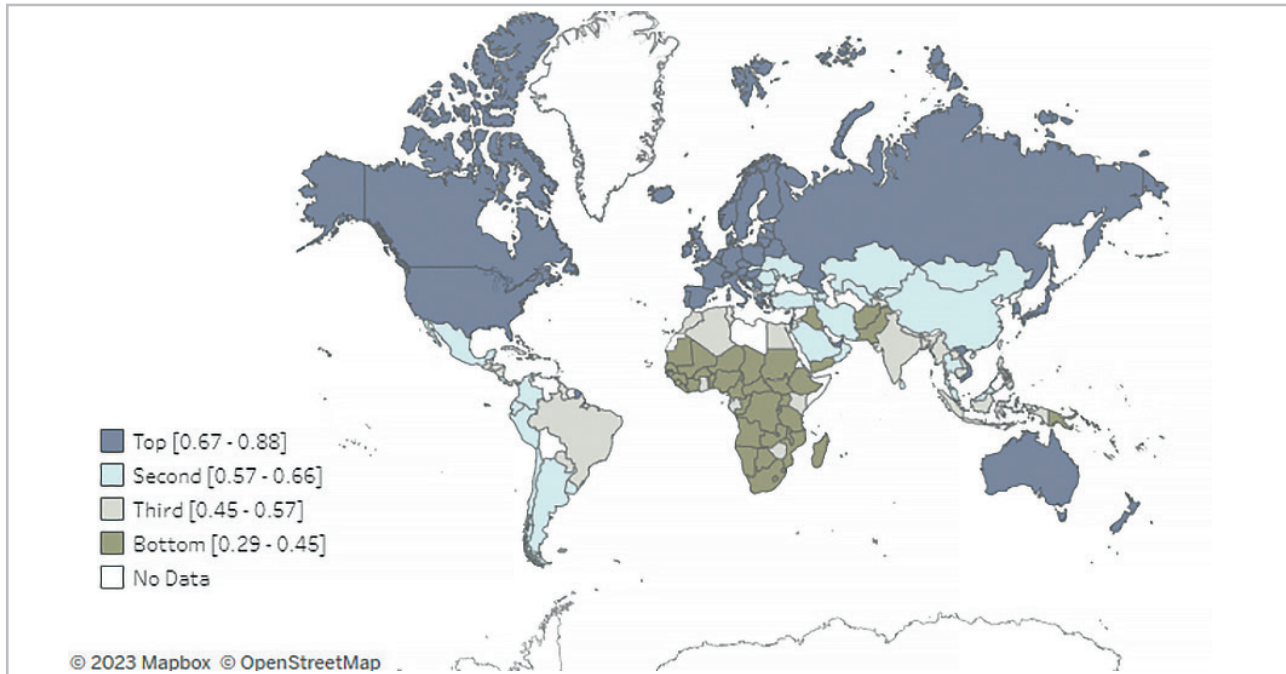 Top [0.67 - 0.88]
Second [0.57 - 0.66]
Third [0.45 - 0.57]
Bottom [0.29 - 0.45]
No Data
© 2023 Mapbox © OpenStreetMap